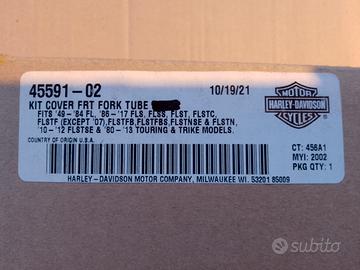 45591-02
10/19/21
KIT COVER FRT FORK TUBE
FITS '49 - '84 FL, '86 - '17 FLS, FLSS, FLST, FLSTC,
FLSTF (EXCEPT '07), FLSTFB, FLSTFBS, FLSTNSE & FLSTN,
'10 - '12 FLSTSE & '80 - '13 TOURING & TRIKE MODELS.
COUNTRY OF ORIGIN U.S.A.
MOTOR
HARLEY-DAVIDSON
CYCLES
CT: 456A1
MYI: 2002
PKG QTY: 1
HARLEY-DAVIDSON MOTOR COMPANY, MILWAUKEE WI. 53201 85009
subito